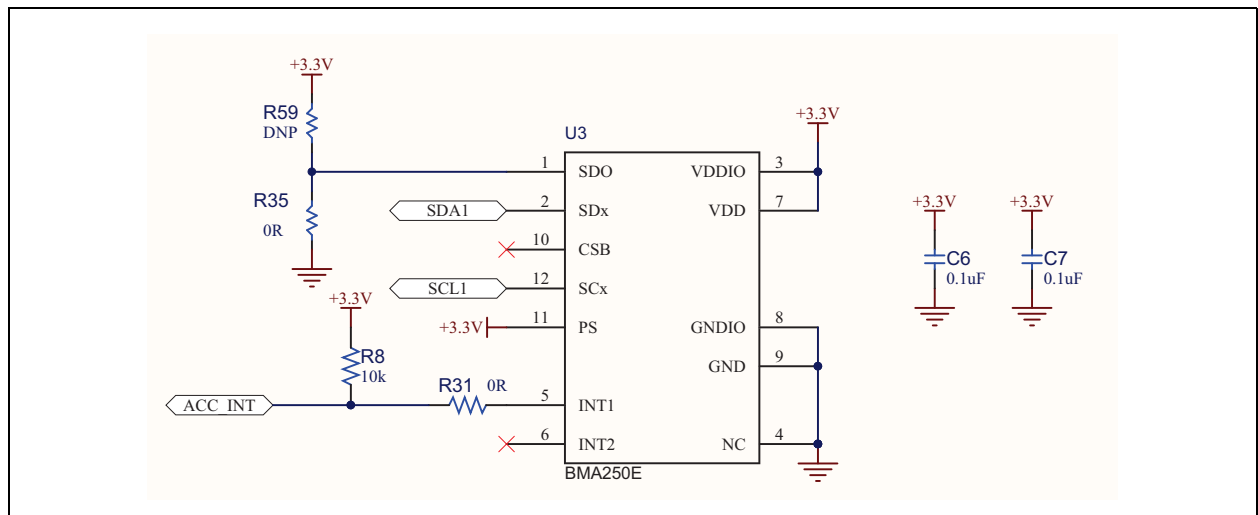 +3.3V
R59
DNP
R35
0R
U3
1 SDO
VDDIO 3
+3.3V
SDA1
2 SDx
VDD 7
10 CSB
SCL1
12 SCx
+3.3V
11 PS
GNDIO 8
GND 9
+3.3V
R8
10k
ACC_INT
R31 0R
5 INT1
6 INT2
NC 4
BMA250E
+3.3V
C6
0.1uF
+3.3V
C7
0.1uF